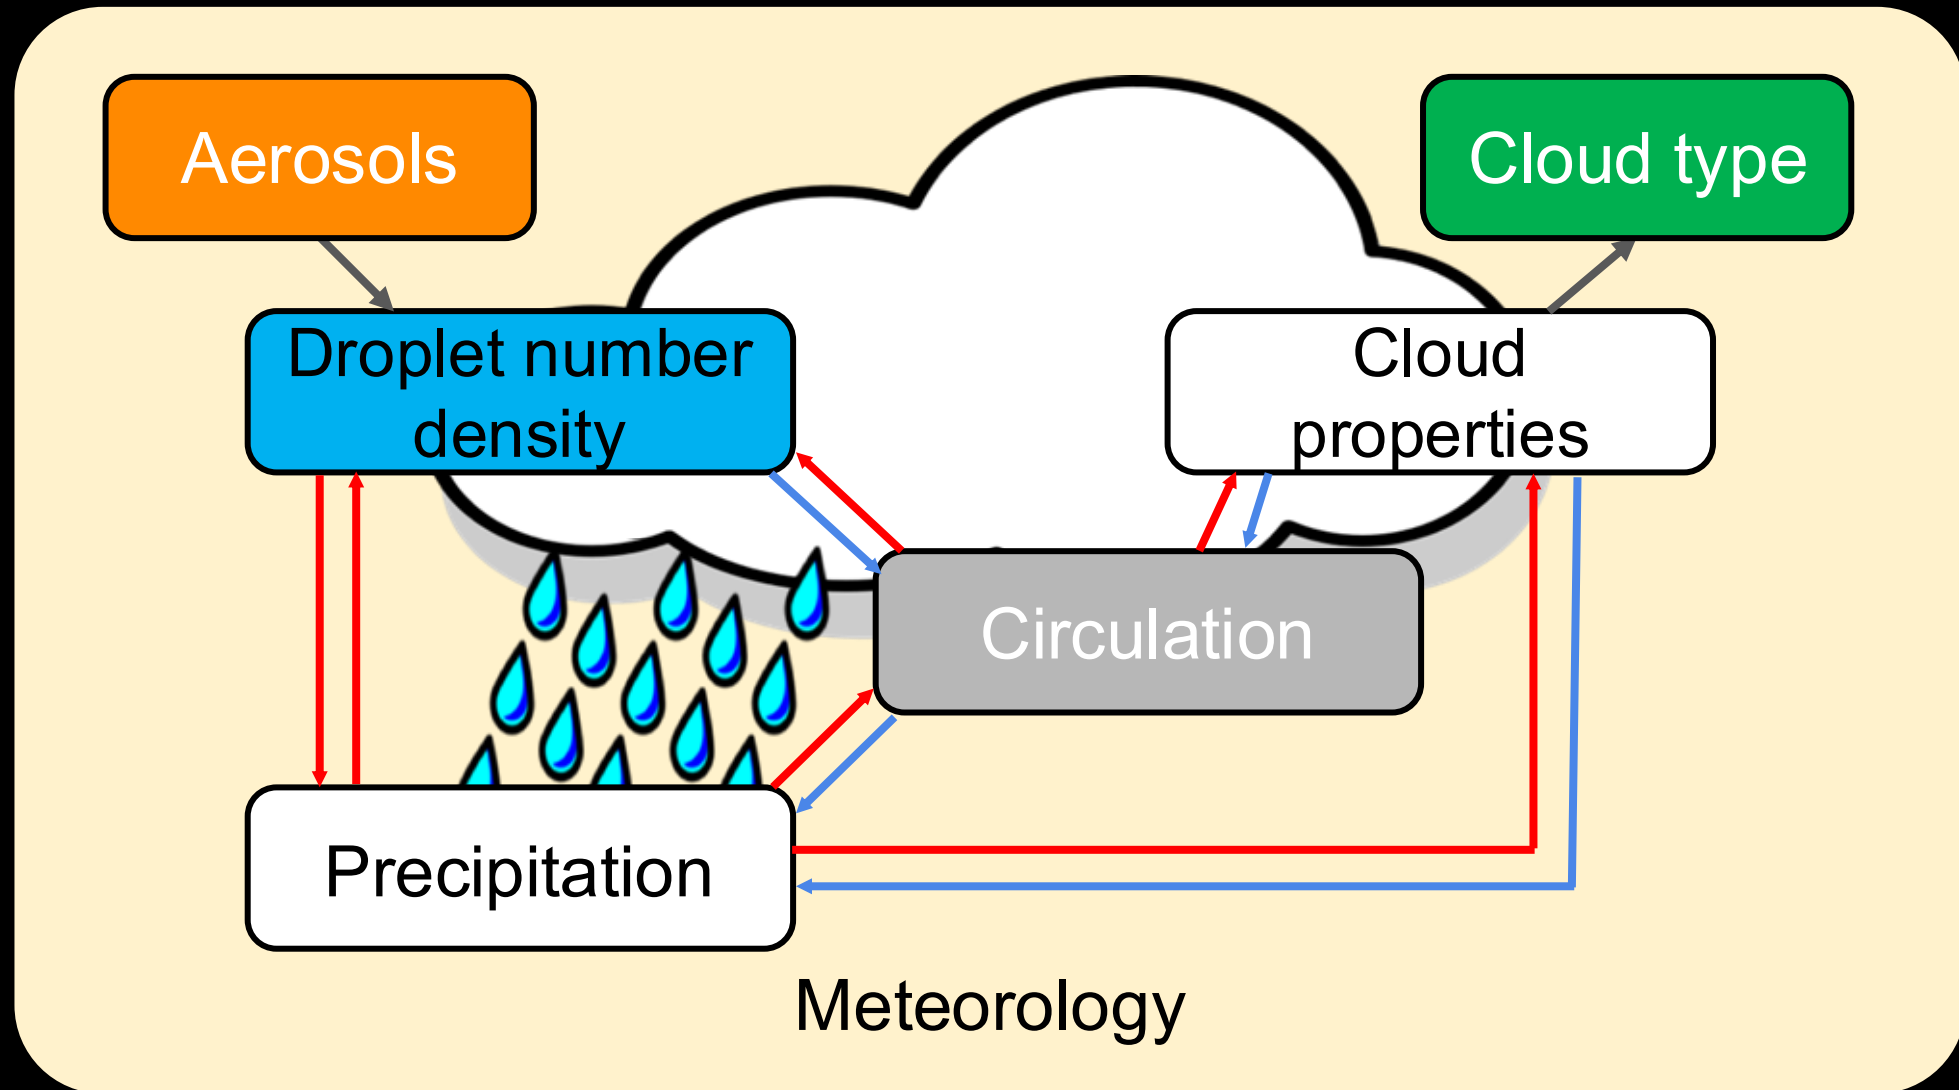 Aerosols
Cloud type
Droplet number
density
Cloud
properties
Circulation
Precipitation
Meteorology